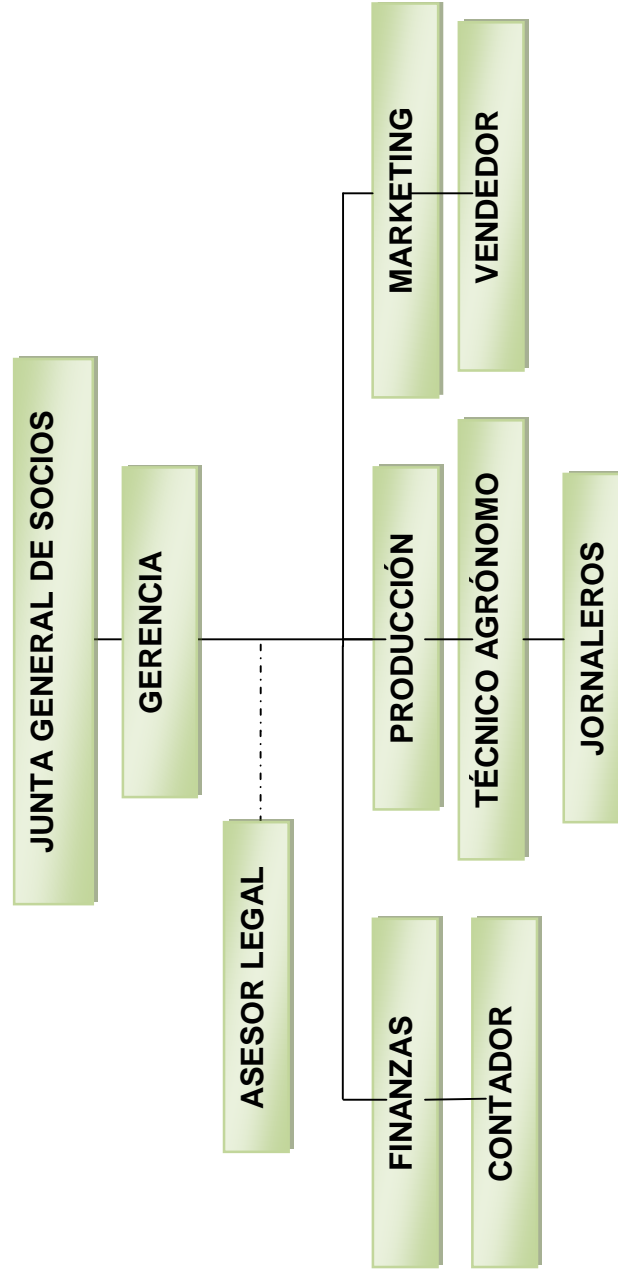 JUNTA GENERAL DE SOCIOS
GERENCIA
ASESOR LEGAL
FINANZAS
PRODUCCIÓN
MARKETING
CONTADOR
TÉCNICO AGRÓNOMO
VENDEDOR
JORNALEROS